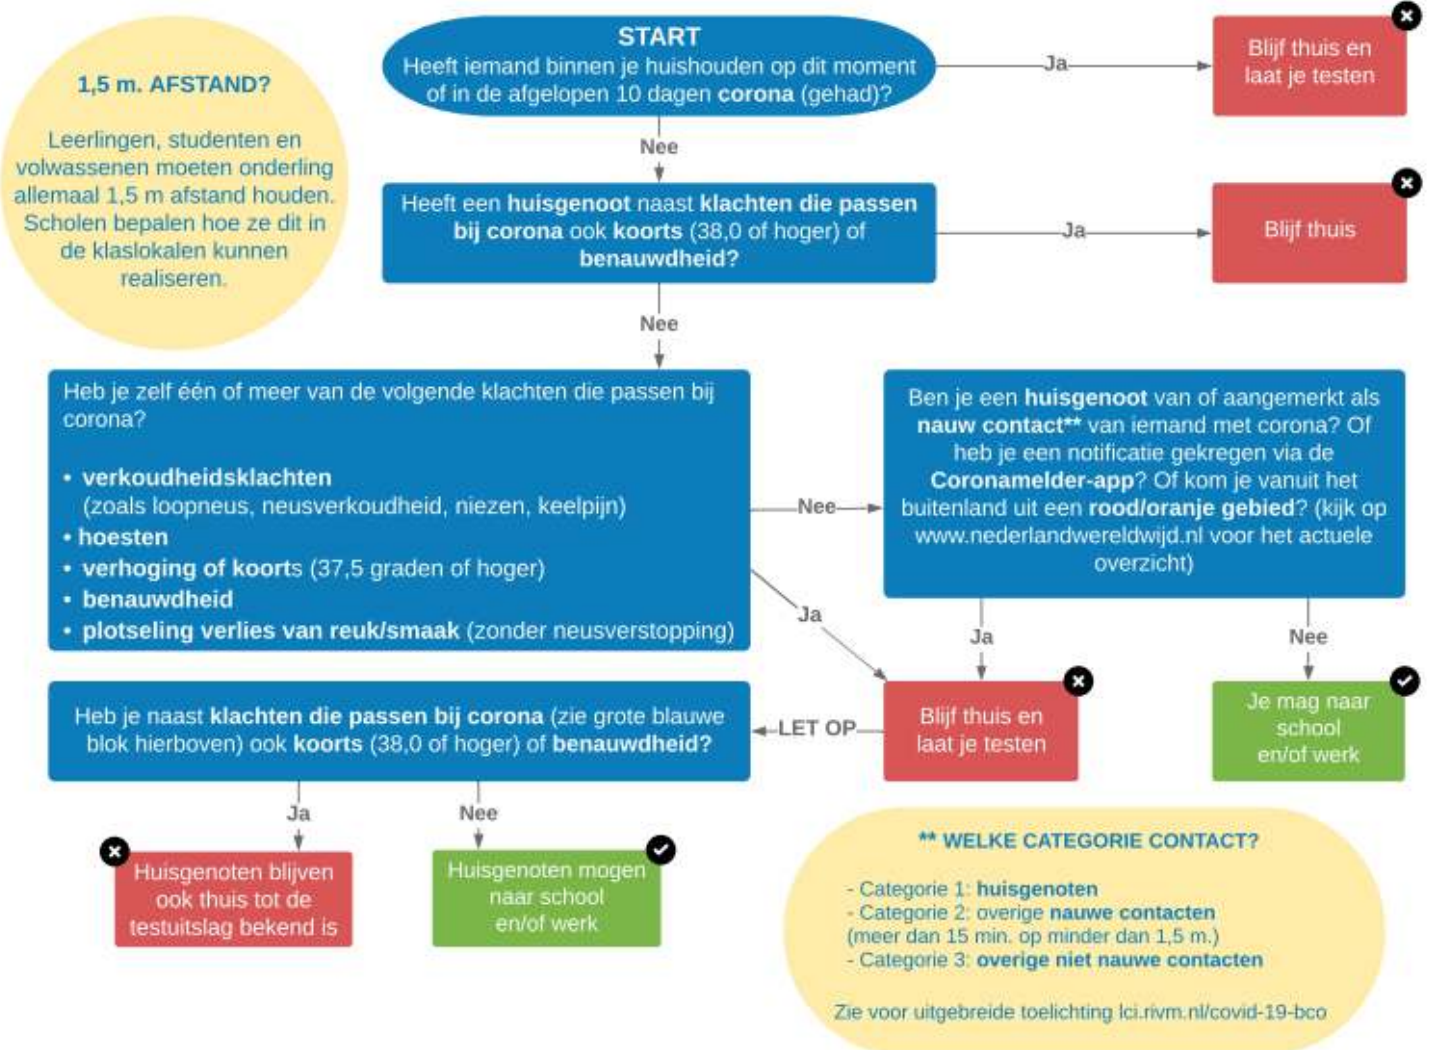 1,5 m. AFSTAND?
Leerlingen, studenten en
volwassenen moeten onderling
allemaal 1,5 m afstand houden.
Scholen bepalen hoe ze dit in
de klaslokalen kunnen
realiseren.
START
Heeft iemand binnen je huishouden op dit moment
of in de afgelopen 10 dagen corona (gehad)?
Ja
Blijf thuis en
laat je testen
Nee
Heeft een huisgenoot naast klachten die passen
bij corona ook koorts (38,0 of hoger) of
benauwdheid?
Ja
Blijf thuis
Nee
Heb je zelf één of meer van de volgende klachten die passen bij
corona?
• verkoudheidsklachten
(zoals loopneus, neusverkoudheid, niezen, keelpijn)
• hoesten
• verhoging of koorts (37,5 graden of hoger)
• benauwdheid
• plotseling verlies van reuk/smaak (zonder neusverstopping)
Nee
Ja
Ben je een huisgenoot van of aangemerkt als
nauw contact** van iemand met corona? Of
heb je een notificatie gekregen via de
Coronamelder-app? Of kom je vanuit het
buitenland uit een rood/oranje gebied? (kijk op
www.nederlandwereldwijd.nl voor het actuele
overzicht)
Ja
Nee
Blijf thuis en
laat je testen
Je mag naar
school
en/of werk
LET OP
Heb je naast klachten die passen bij corona (zie grote blauwe
blok hierboven) ook koorts (38,0 of hoger) of benauwdheid?
Ja
Nee
Huisgenoten blijven
ook thuis tot de
testuitslag bekend is
Huisgenoten mogen
naar school
en/of werk
** WELKE CATEGORIE CONTACT?
- Categorie 1: huisgenoten
- Categorie 2: overige nauwe contacten
(meer dan 15 min. op minder dan 1,5 m.)
- Categorie 3: overige niet nauwe contacten
Zie voor uitgebreide toelichting lci.rivm.nl/covid-19-bco